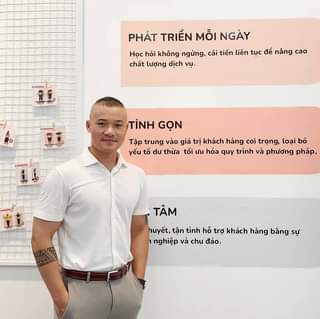 PHÁT TRIỂN MỖI NGÀY
Học hỏi không ngừng, cải tiến liên tục để nâng cao
chất lượng dịch vụ.
TINH GỌN
Tập trung vào giá trị khách hàng coi trọng, loại bỏ
yếu tố dư thừa tối ưu hóa quy trình và phương pháp.
TÂM
huyết, tận tình hỗ trợ khách hàng bằng sự
nghiệp và chu đáo.